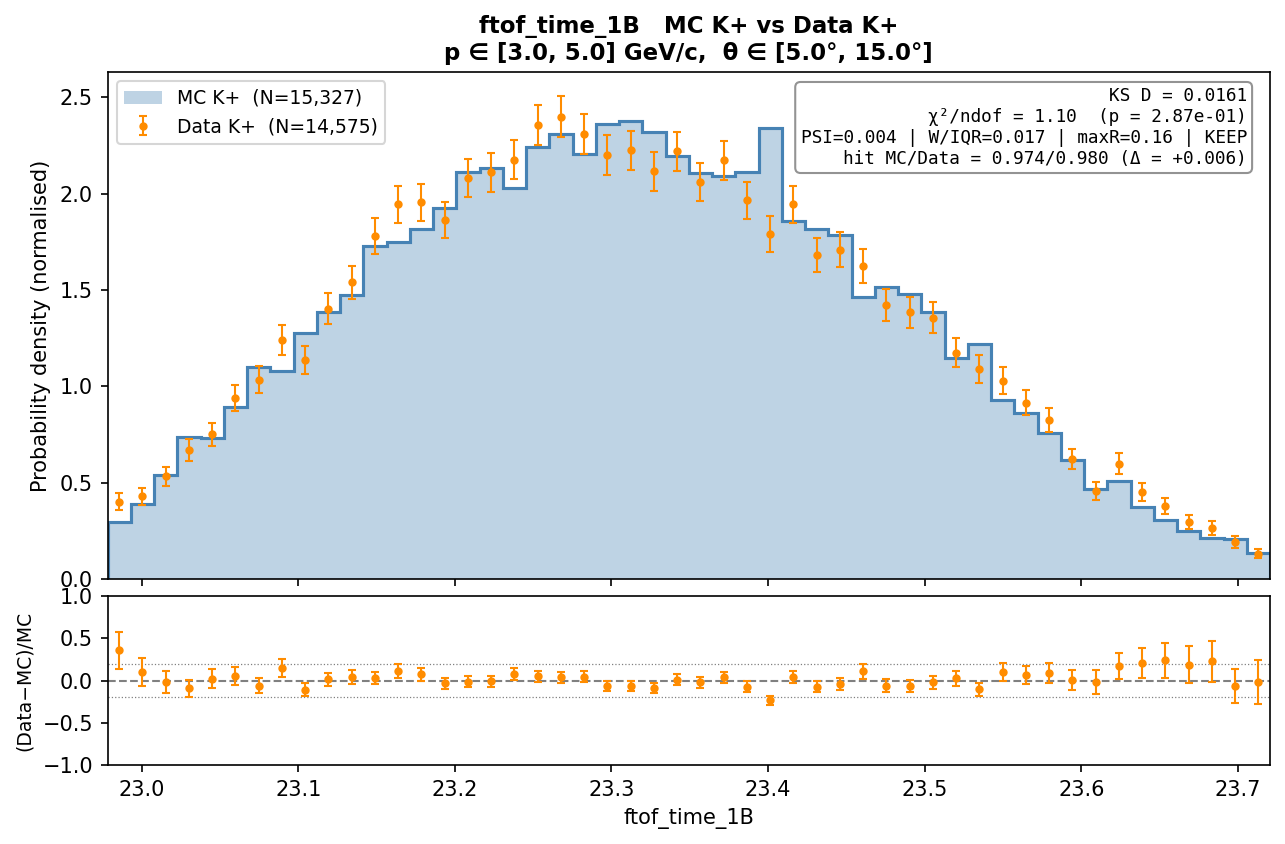 ftof_time_1B   MC K+ vs Data K+
p ∈ [3.0, 5.0] GeV/c,  θ ∈ [5.0°, 15.0°]
MC K+  (N=15,327)
Data K+  (N=14,575)
KS D = 0.0161
χ²/ndof = 1.10  (p = 2.87e-01)
PSI=0.004 | W/IQR=0.017 | maxR=0.16 | KEEP
hit MC/Data = 0.974/0.980 (Δ = +0.006)
Probability density (normalised)
2.5
2.0
1.5
1.0
0.5
0.0
(Data−MC)/MC
1.0
0.5
0.0
−0.5
−1.0
23.0 23.1 23.2 23.3 23.4 23.5 23.6 23.7
ftof_time_1B